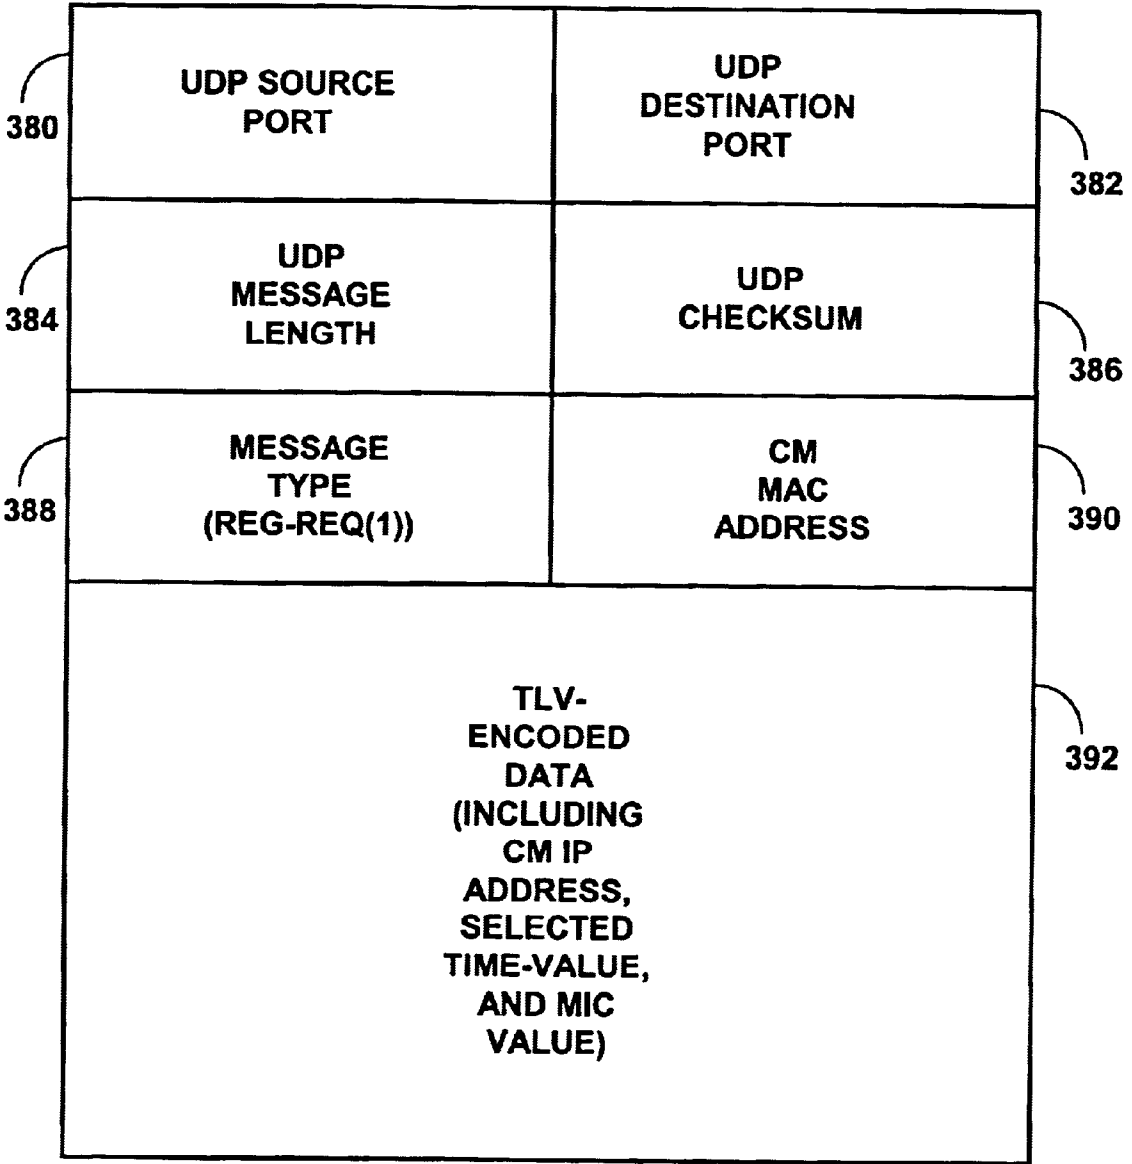 UDP SOURCE
PORT
380
UDP
DESTINATION
PORT
382
UDP
MESSAGE
LENGTH
384
UDP
CHECKSUM
386
MESSAGE
TYPE
(REG-REQ(1))
388
CM
MAC
ADDRESS
390
TLV-
ENCODED
DATA
(INCLUDING
CM IP
ADDRESS,
SELECTED
TIME-VALUE,
AND MIC
VALUE)
392